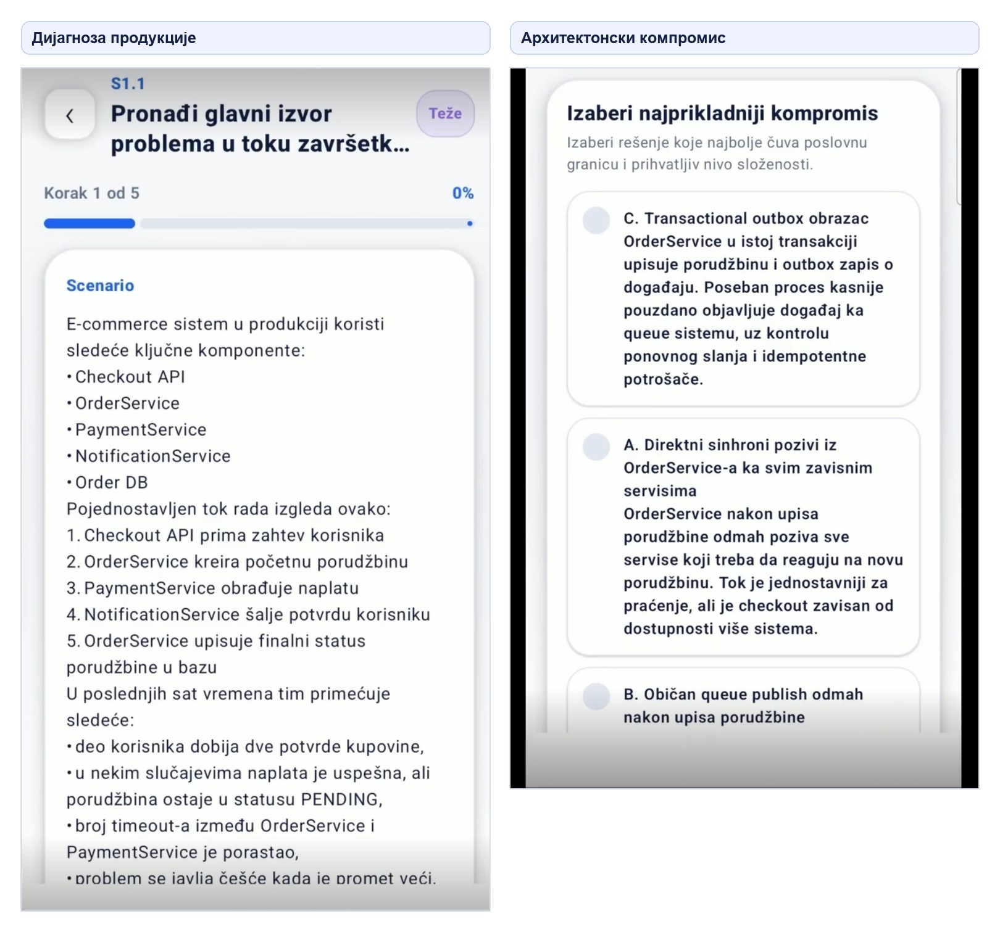 Дијагноза продукције
S1.1
Pronađi glavni izvor
problema u toku završetk...
Teže
Korak 1 od 5
0%
Scenario
E-commerce sistem u produkciji koristi
sledeće ključne komponente:
• Checkout API
• OrderService
• PaymentService
• NotificationService
• Order DB
Pojednostavljen tok rada izgleda ovako:
1. Checkout API prima zahtev korisnika
2. OrderService kreira početnu porudžbinu
3. PaymentService obrađuje naplatu
4. NotificationService šalje potvrdu korisniku
5. OrderService upisuje finalni status
porudžbine u bazu
U poslednjih sat vremena tim primećuje
sledeće:
• deo korisnika dobija dve potvrde kupovine,
• u nekim slučajevima naplata je uspešna, ali
porudžbina ostaje u statusu PENDING,
• broj timeout-a između OrderService i
PaymentService je porastao,
• problem se javlja češće kada je promet veći.
Архитектонски компромис
Izaberi najprikladniji kompromis
Izaberi rešenje koje najbolje čuva poslovnu
granicu i prihvatljiv nivo složenosti.
C. Transactional outbox obrazac
OrderService u istoj transakciji
upisuje porudžbinu i outbox zapis o
događaju. Poseban proces kasnije
pouzdano objavljuje događaj ka
queue sistemu, uz kontrolu
ponovnog slanja i idempotentne
potrošače.
A. Direktni sinhroni pozivi iz
OrderService-a ka svim zavisnim
servisima
OrderService nakon upisa
porudžbine odmah poziva sve
servise koji treba da reaguju na novu
porudžbinu. Tok je jednostavniji za
praćenje, ali je checkout zavisan od
dostupnosti više sistema.
B. Običan queue publish odmah
nakon upisa porudžbine